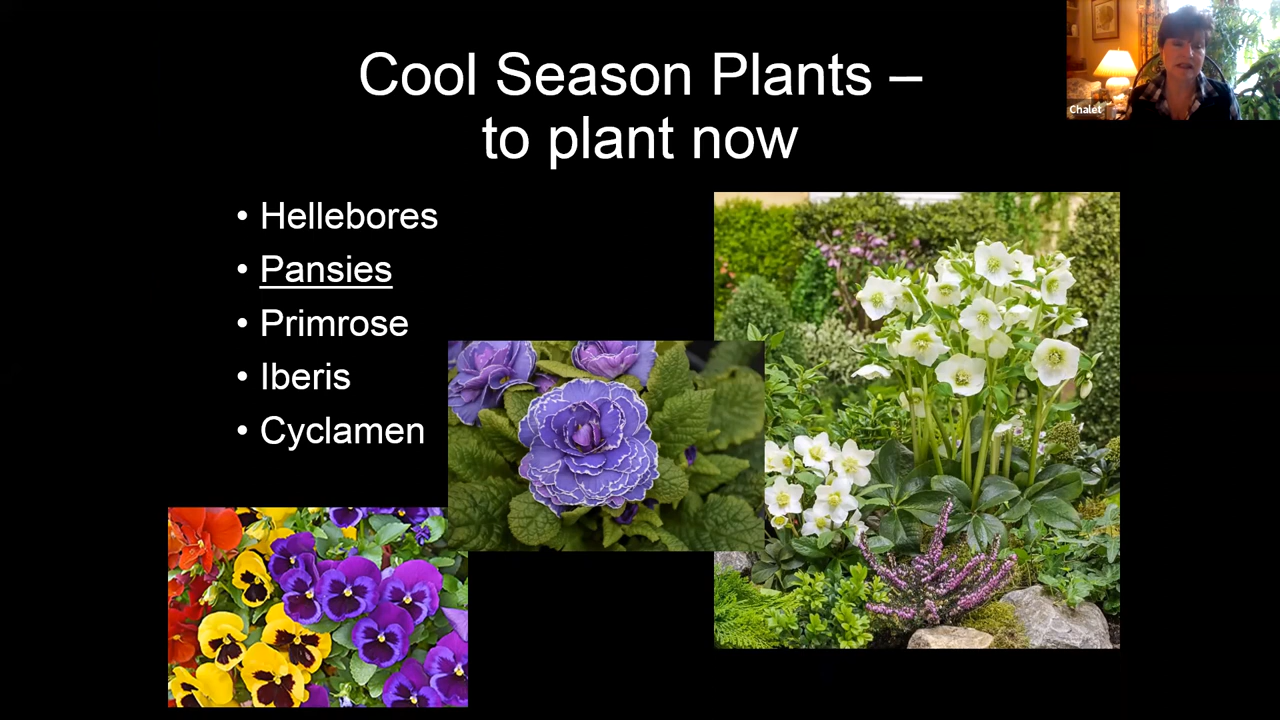 Cool Season Plants –
to plant now
• Hellebores
• Pansies
• Primrose
• Iberis
• Cyclamen
Chalet